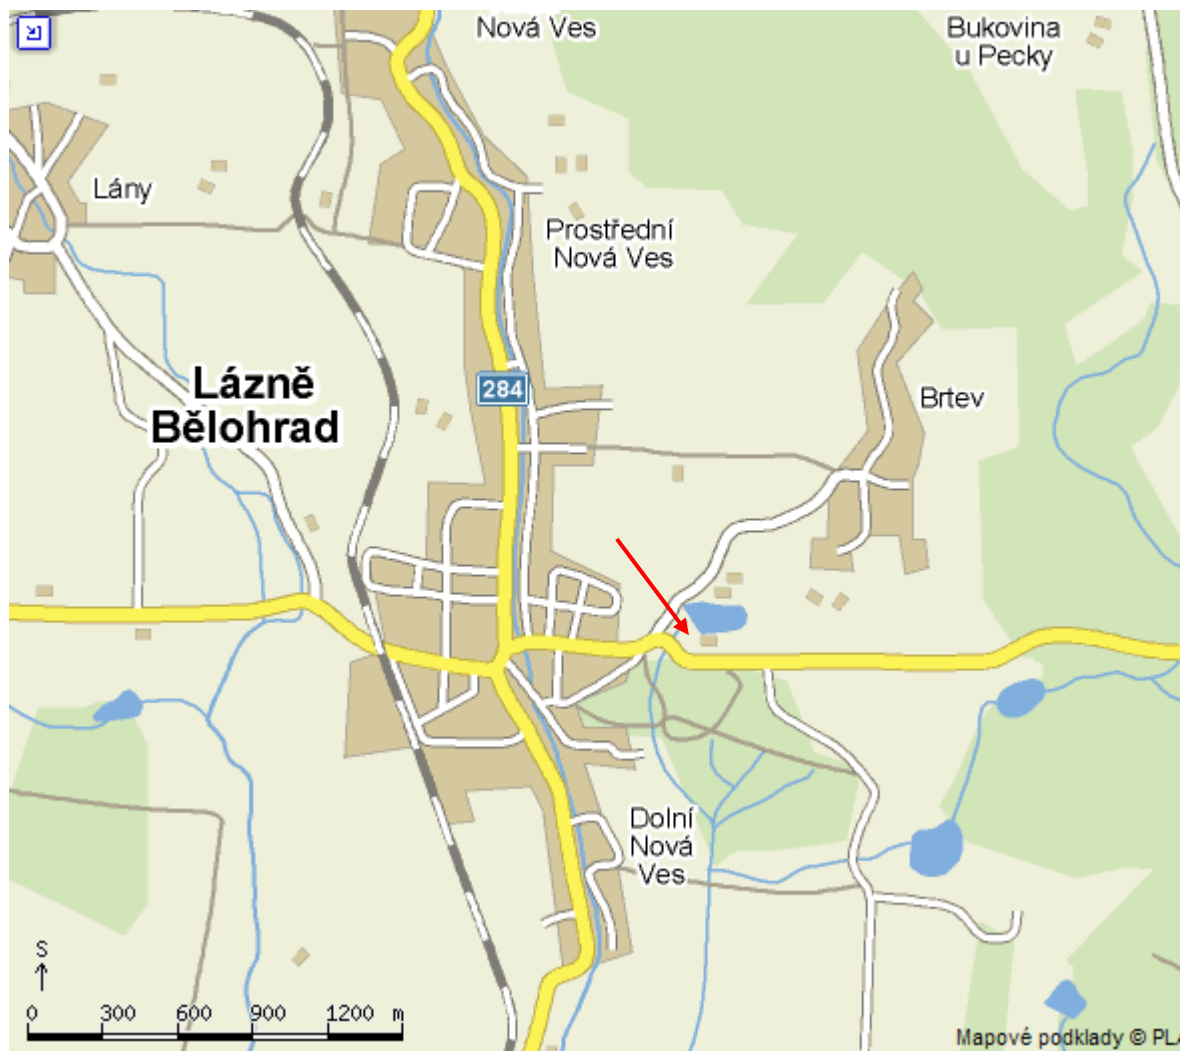 Nová Ves
Bukovina
u Pecky
Lány
Prostřední
Nová Ves
Lázně
Bělohrad
284
Brtev
Dolní
Nová
Ves
S
0 300 600 900 1200 m
Mapové podklady © PLA